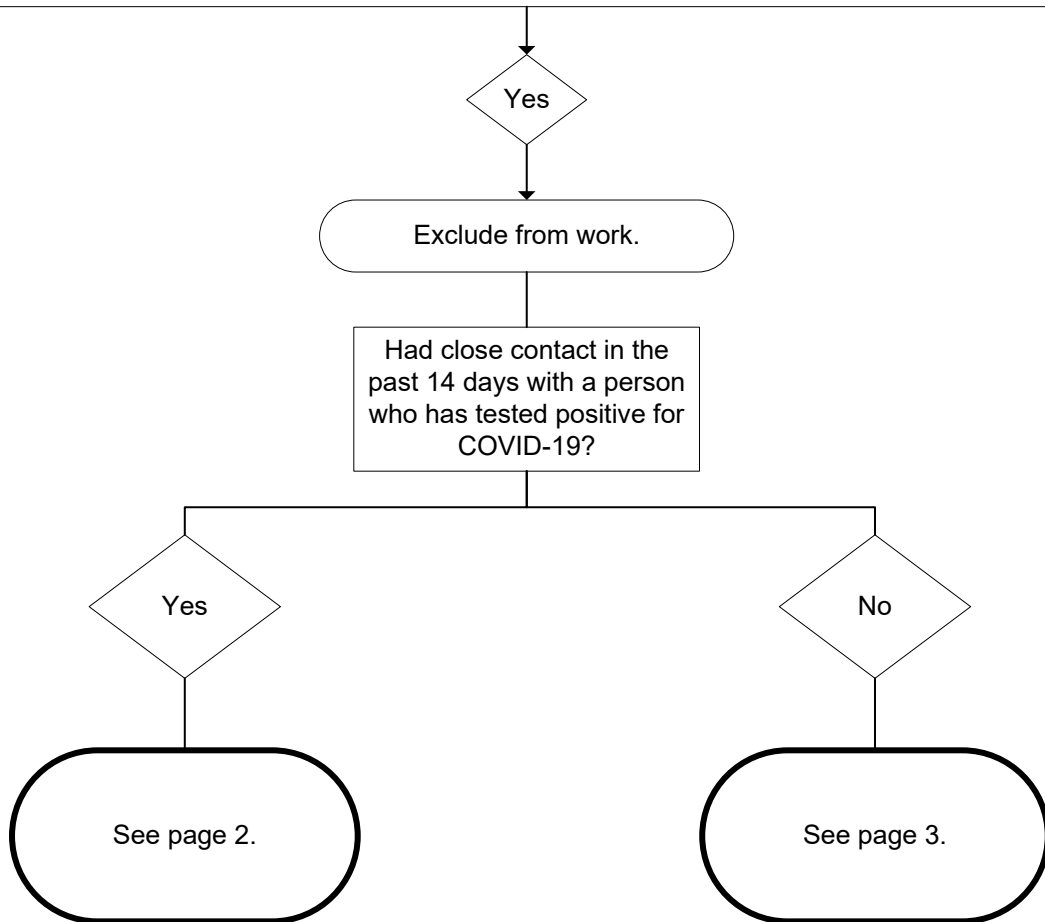 Yes
Exclude from work.
Had close contact in the
past 14 days with a person
who has tested positive for
COVID-19?
Yes
No
See page 2.
See page 3.